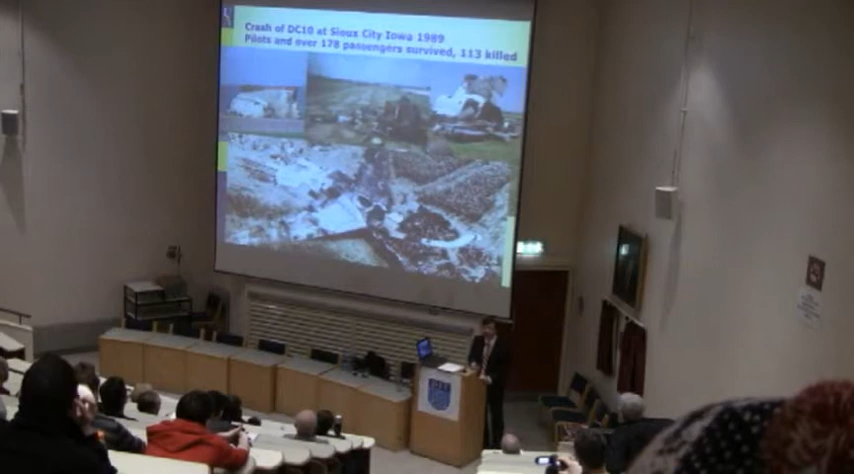 Crash of DC10 at Sioux City Iowa 1989
Pilots and over 178 passengers survived, 113 killed